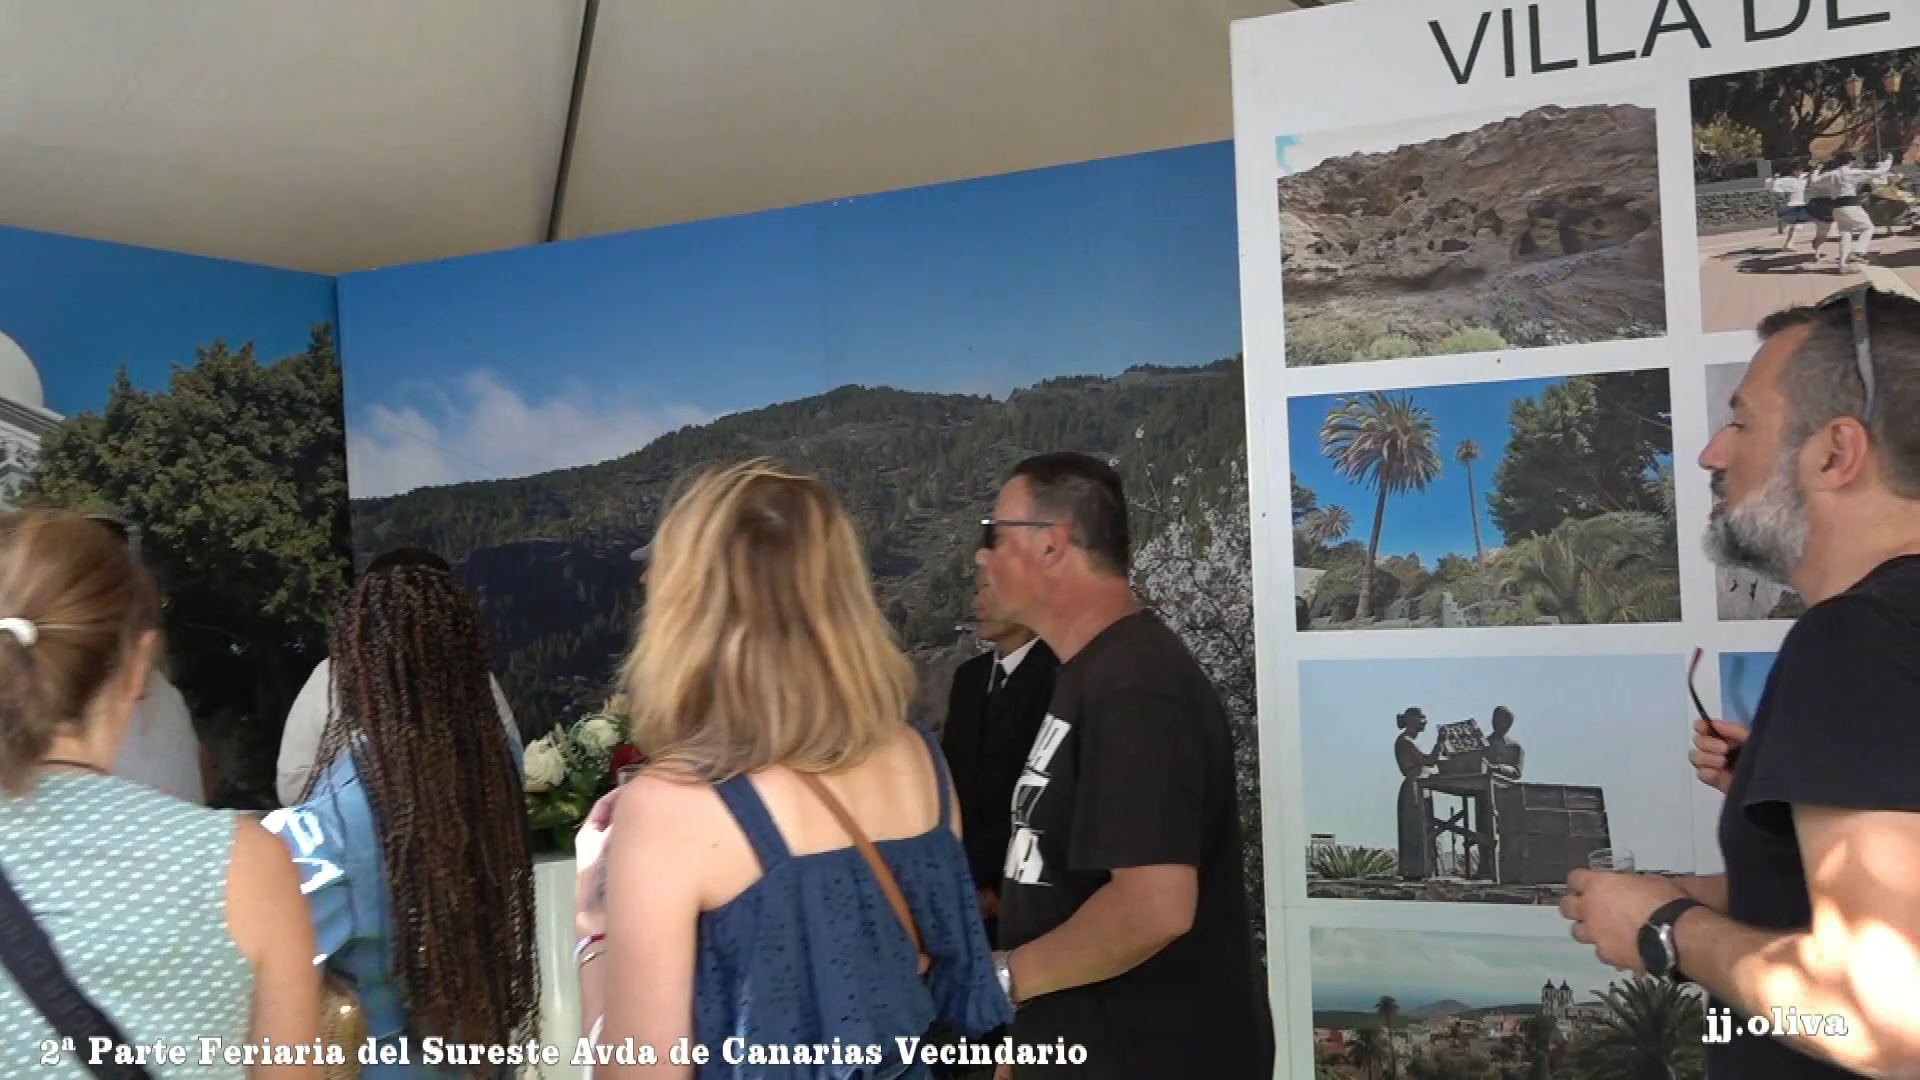 VILLA DE
2ª Parte Feriaria del Sureste Avda de Canarias Vecindario
jj.oliva